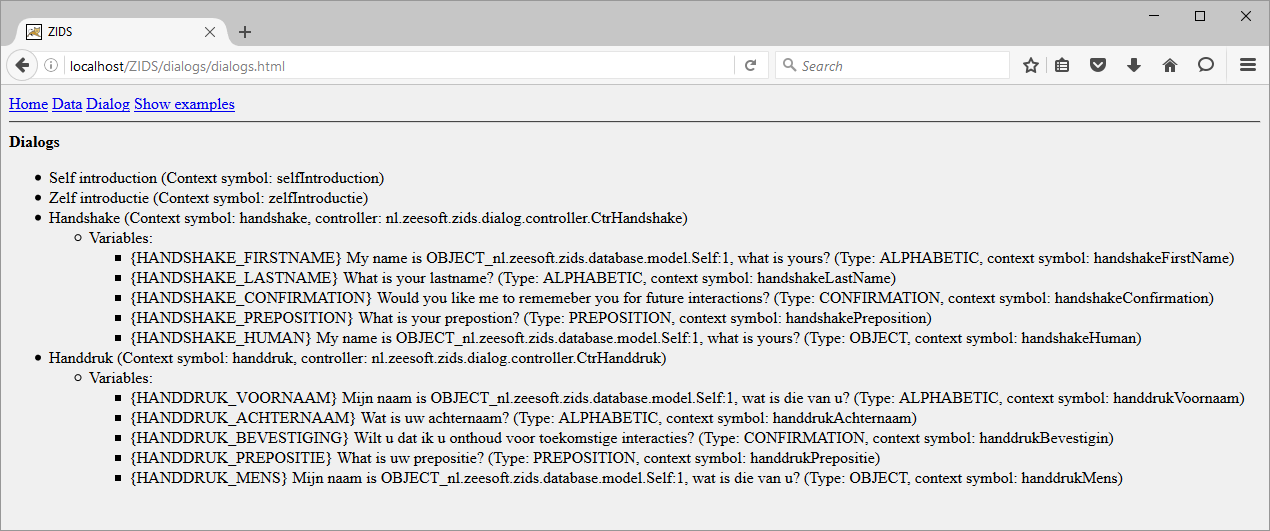 ZIDS
localhost/ZIDS/dialogs/dialogs.html
Search
Home Data Dialog Show examples
Dialogs
Self introduction (Context symbol: selfIntroduction)
Zelf introductie (Context symbol: zelfIntroductie)
Handshake (Context symbol: handshake, controller: nl.zeesoft.zids.dialog.controller.CtrHandshake)
Variables:
{HANDSHAKE_FIRSTNAME} My name is OBJECT_nl.zeesoft.zids.database.model.Self:1, what is yours? (Type: ALPHABETIC, context symbol: handshakeFirstName)
{HANDSHAKE_LASTNAME} What is your lastname? (Type: ALPHABETIC, context symbol: handshakeLastName)
{HANDSHAKE_CONFIRMATION} Would you like me to rememeber you for future interactions? (Type: CONFIRMATION, context symbol: handshakeConfirmation)
{HANDSHAKE_PREPOSITION} What is your prepostion? (Type: PREPOSITION, context symbol: handshakePreposition)
{HANDSHAKE_HUMAN} My name is OBJECT_nl.zeesoft.zids.database.model.Self:1, what is yours? (Type: OBJECT, context symbol: handshakeHuman)
Handdruk (Context symbol: handdruk, controller: nl.zeesoft.zids.dialog.controller.CtrHanddruk)
Variables:
{HANDDRUK_VOORNAAM} Mijn naam is OBJECT_nl.zeesoft.zids.database.model.Self:1, wat is die van u? (Type: ALPHABETIC, context symbol: handdrukVoornaam)
{HANDDRUK_ACHTERNAAM} Wat is uw achternaam? (Type: ALPHABETIC, context symbol: handdrukAchternaam)
{HANDDRUK_BEVESTIGING} Wilt u dat ik u onthoud voor toekomstige interacties? (Type: CONFIRMATION, context symbol: handdrukBevestigin)
{HANDDRUK_PREPOSITIE} What is uw prepositie? (Type: PREPOSITION, context symbol: handdrukPrepositie)
{HANDDRUK_MENS} Mijn naam is OBJECT_nl.zeesoft.zids.database.model.Self:1, wat is die van u? (Type: OBJECT, context symbol: handdrukMens)